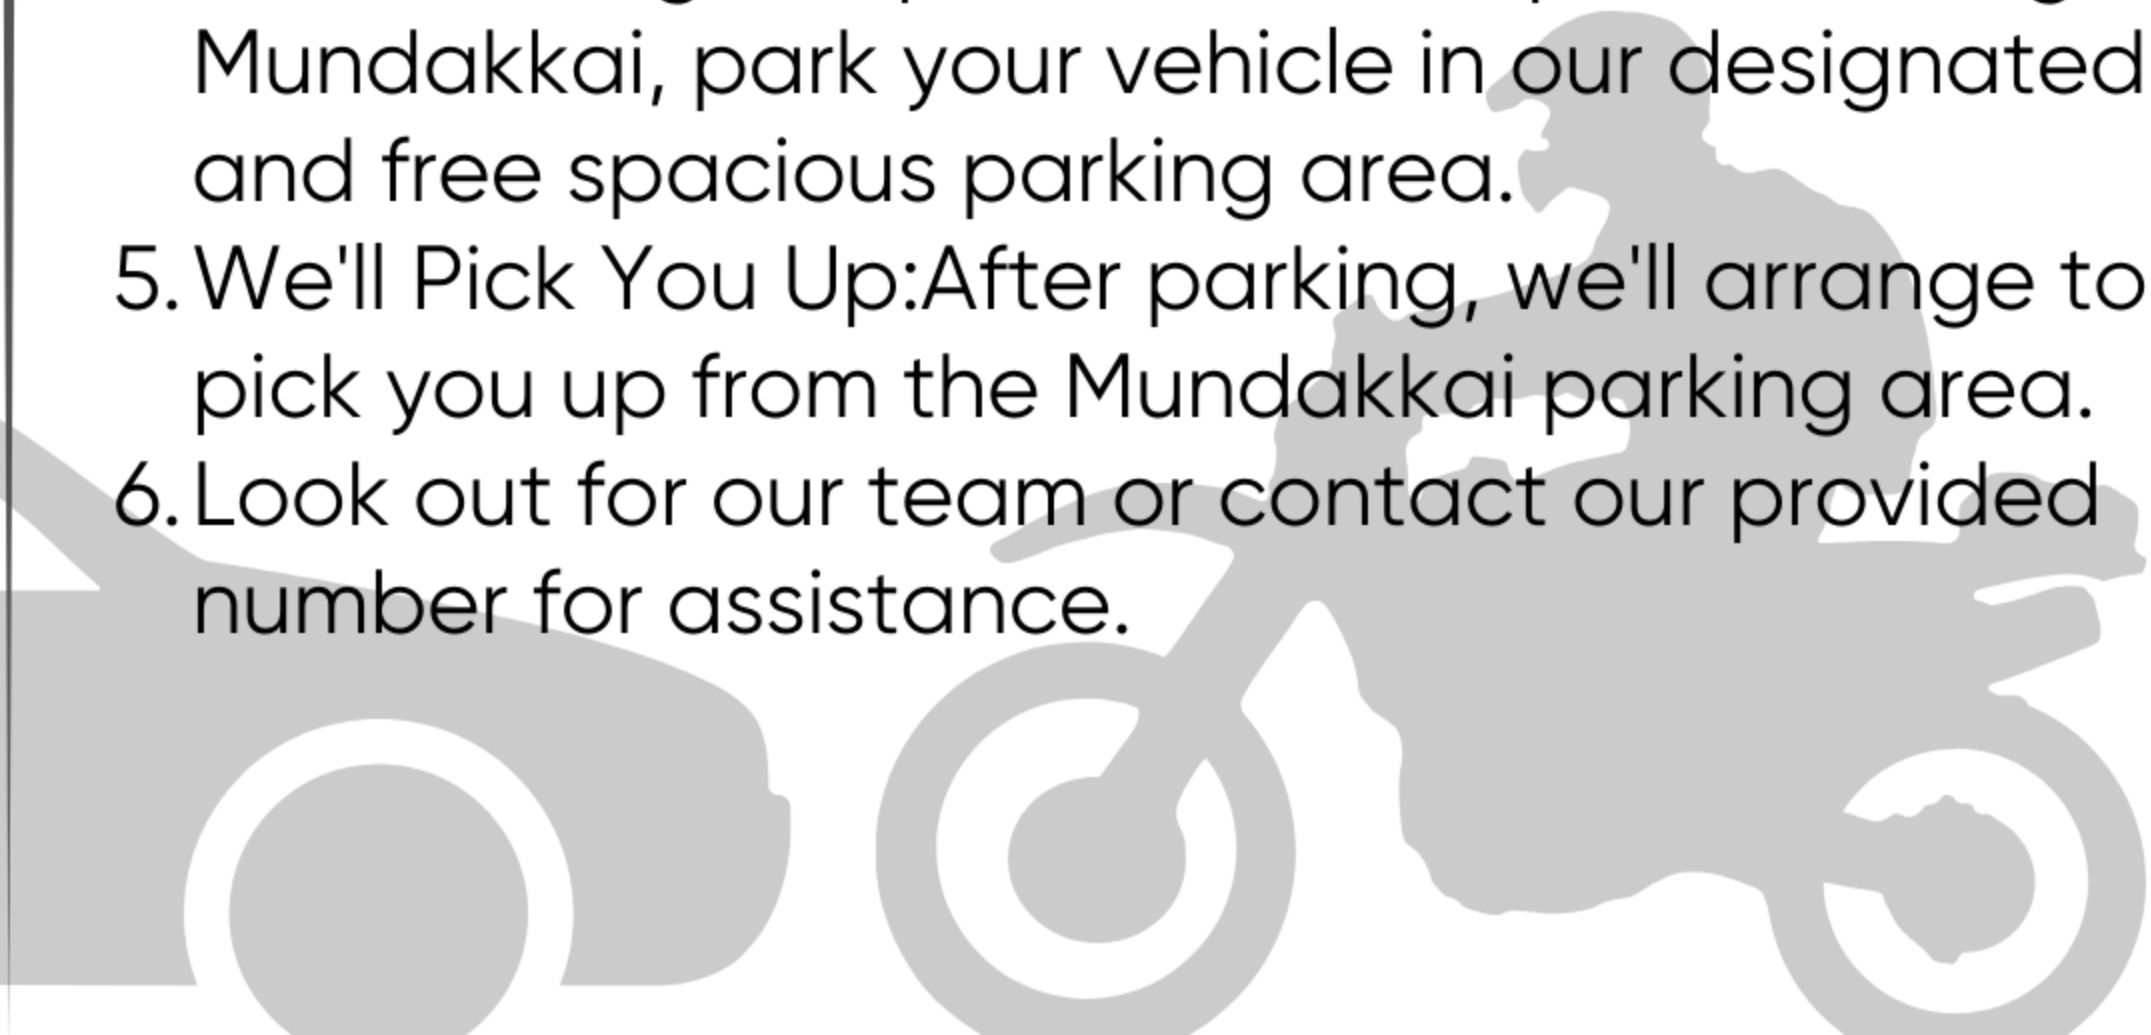 Mundakkai, park your vehicle in our designated
and free spacious parking area.
5. We'll Pick You Up:After parking, we'll arrange to
pick you up from the Mundakkai parking area.
6. Look out for our team or contact our provided
number for assistance.